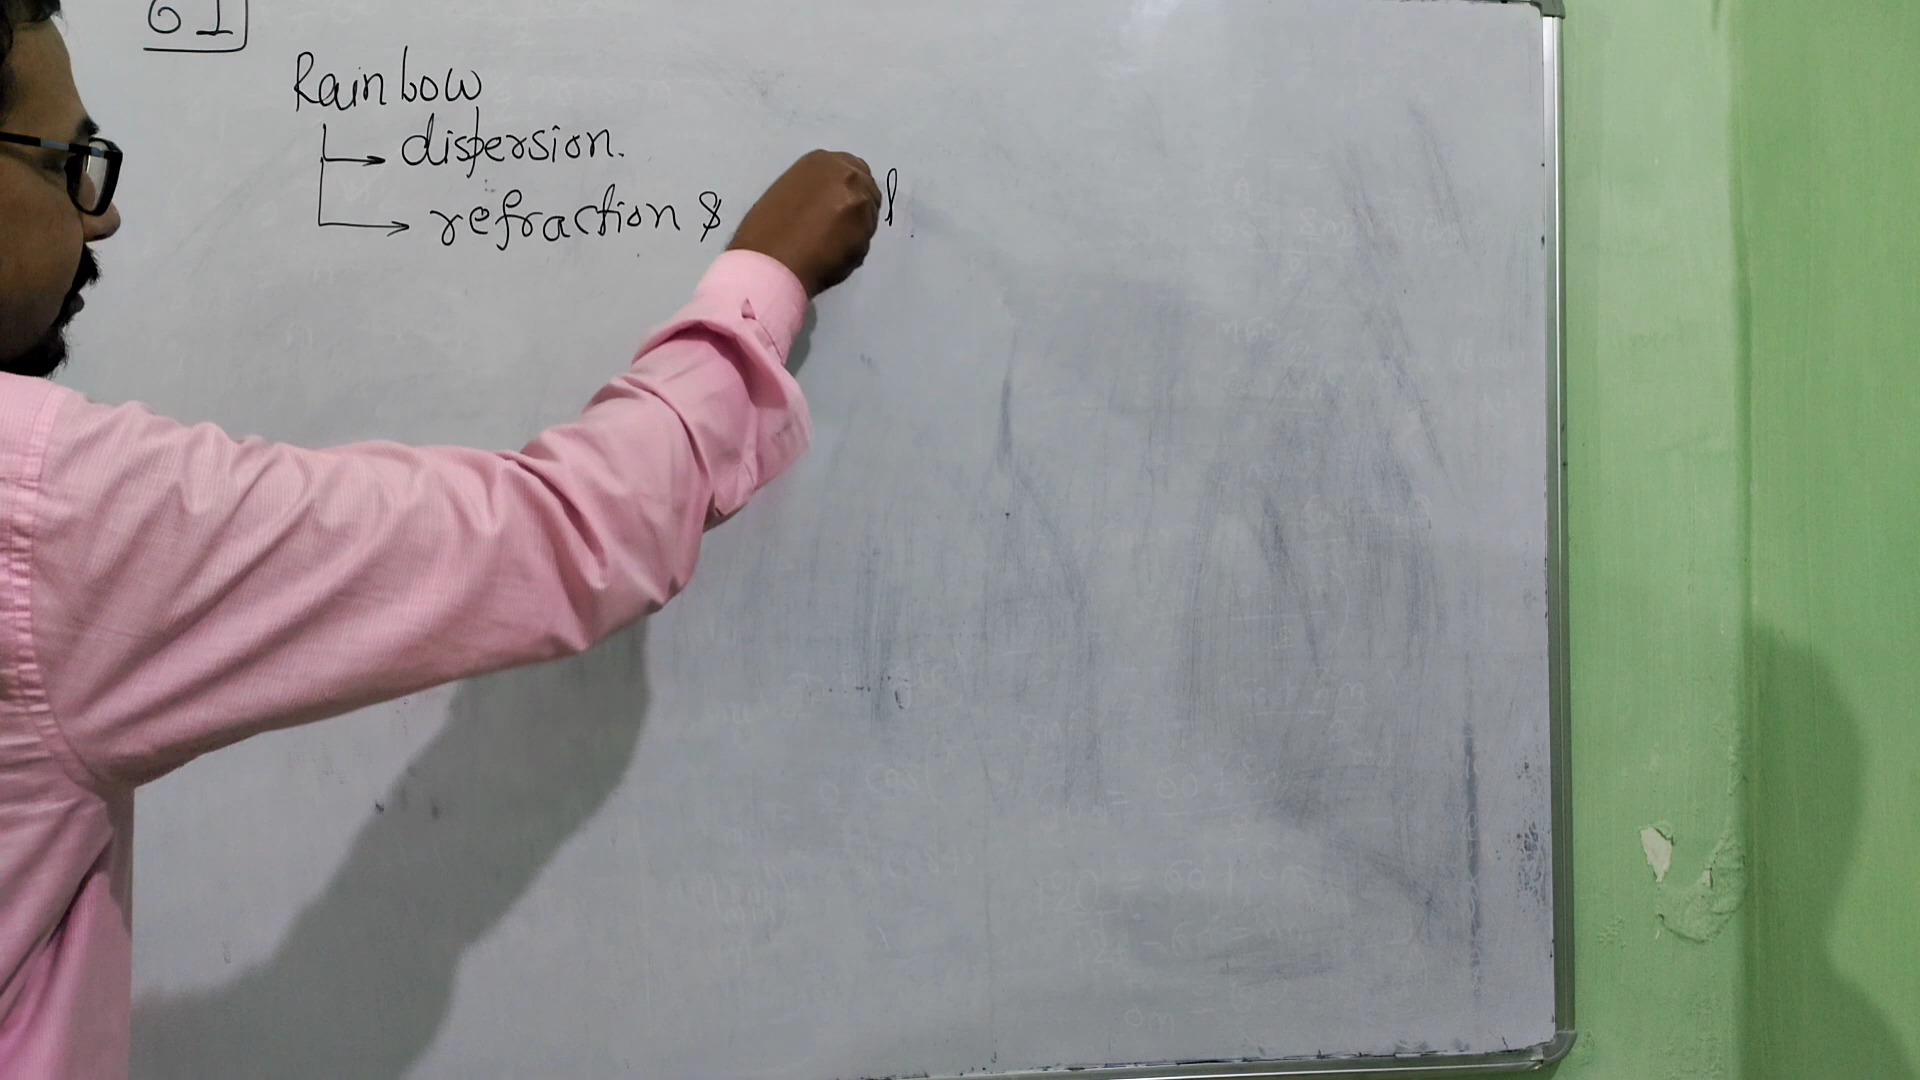 61
Rainbow
dispersion.
refraction &